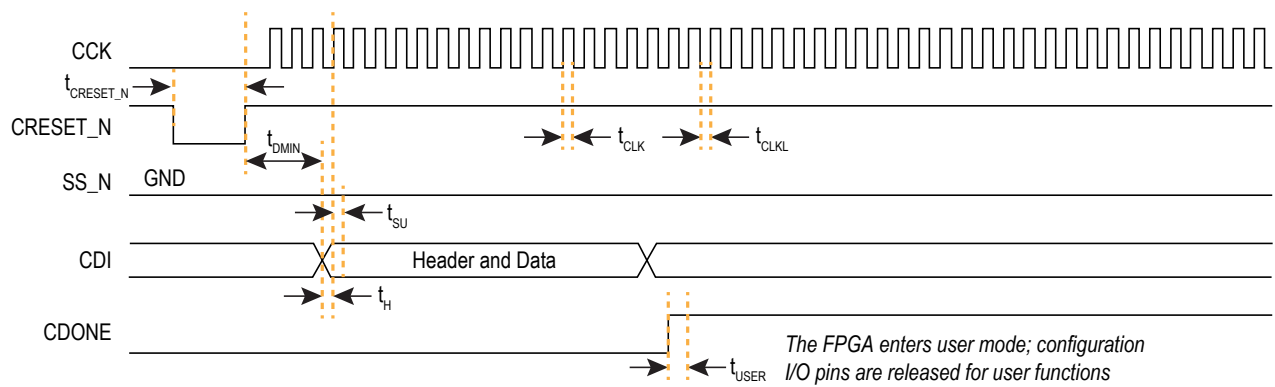 CCK
tCRESET_N
CRESET_N
tDMIN
tCLK
tCLKL
SS_N
GND
tSU
CDI
Header and Data
tH
CDONE
tUSER
The FPGA enters user mode; configuration
I/O pins are released for user functions